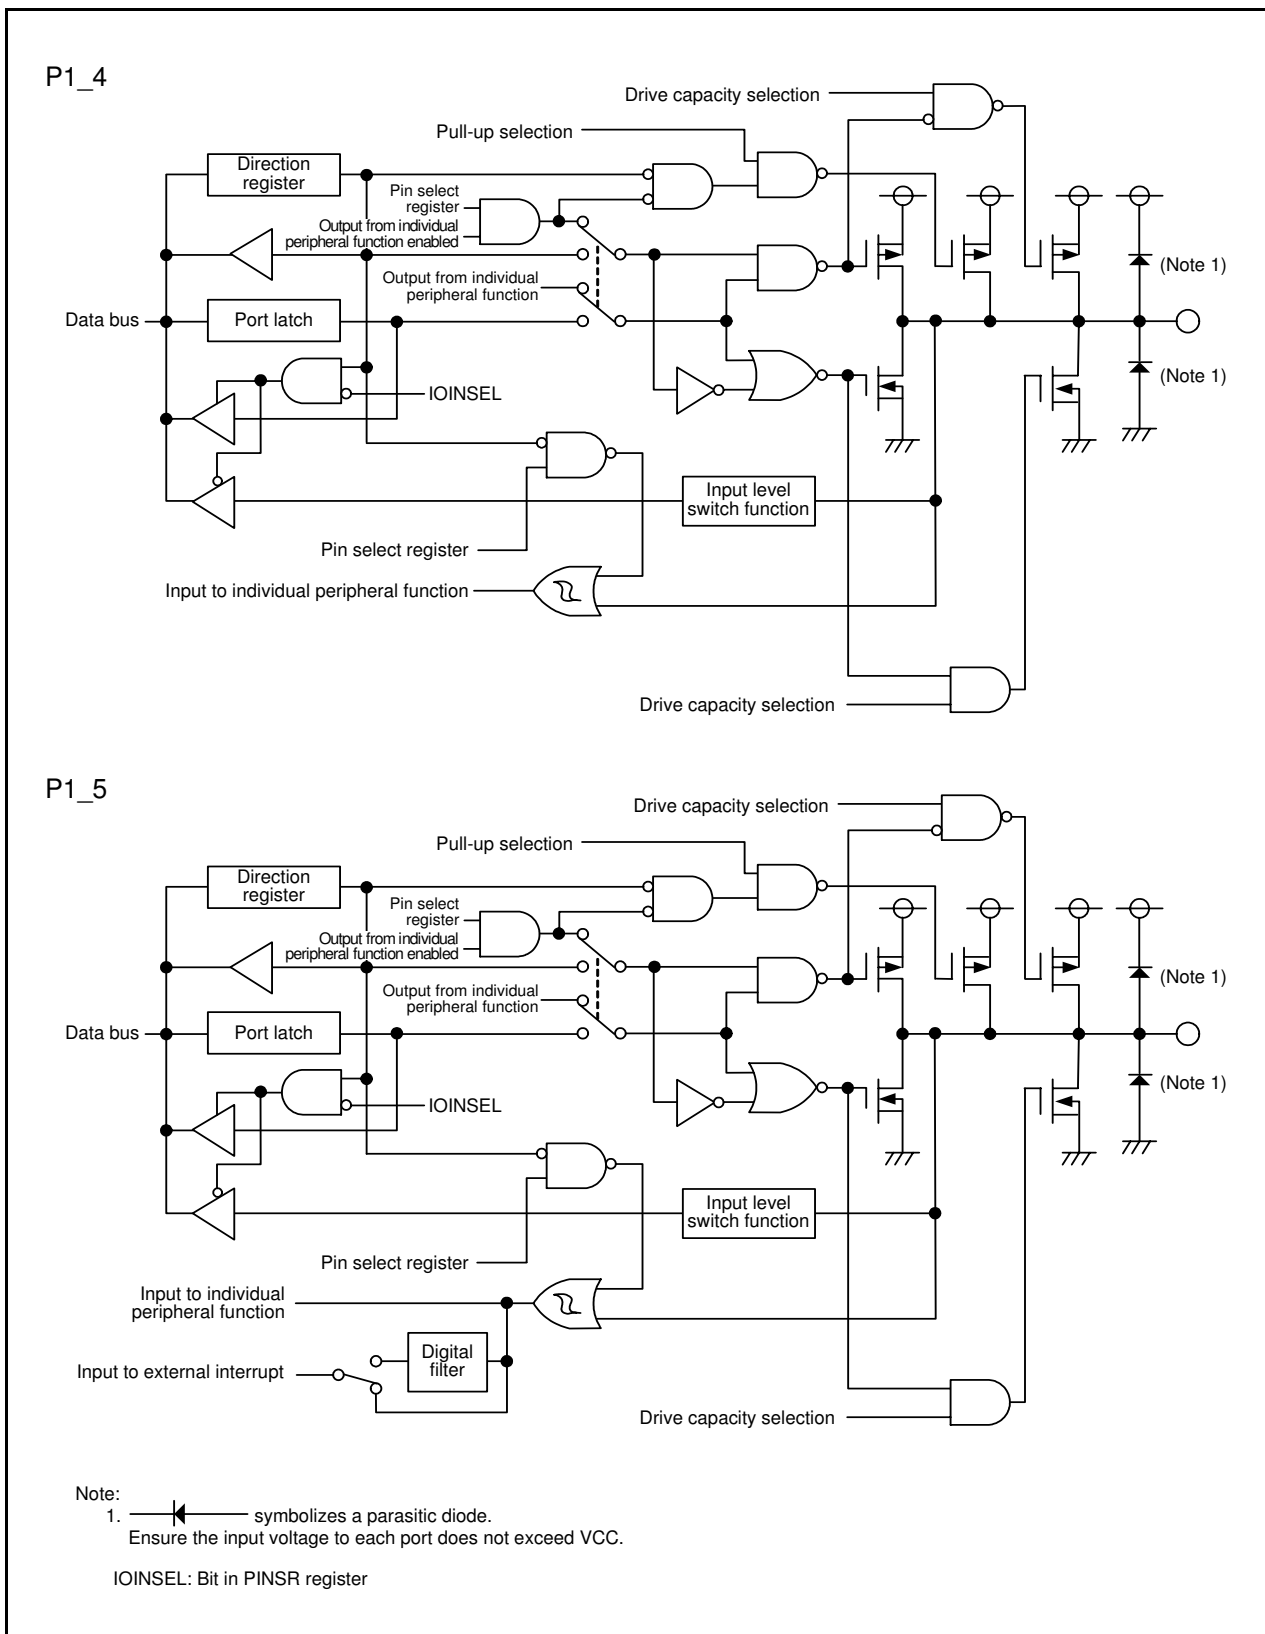 P1_4
Drive capacity selection
Pull-up selection
Direction
register
Pin select
register
Output from individual
peripheral function enabled
Output from individual
peripheral function
(Note 1)
Data bus
Port latch
(Note 1)
IOINSEL
Input level
switch function
Pin select register
Input to individual peripheral function
Drive capacity selection
P1_5
Drive capacity selection
Pull-up selection
Direction
register
Pin select
register
Output from individual
peripheral function enabled
Output from individual
peripheral function
(Note 1)
Data bus
Port latch
(Note 1)
IOINSEL
Input level
switch function
Pin select register
Input to individual
peripheral function
Digital
filter
Input to external interrupt
Drive capacity selection
Note:
1. symbolizes a parasitic diode.
Ensure the input voltage to each port does not exceed VCC.
IOINSEL: Bit in PINSR register